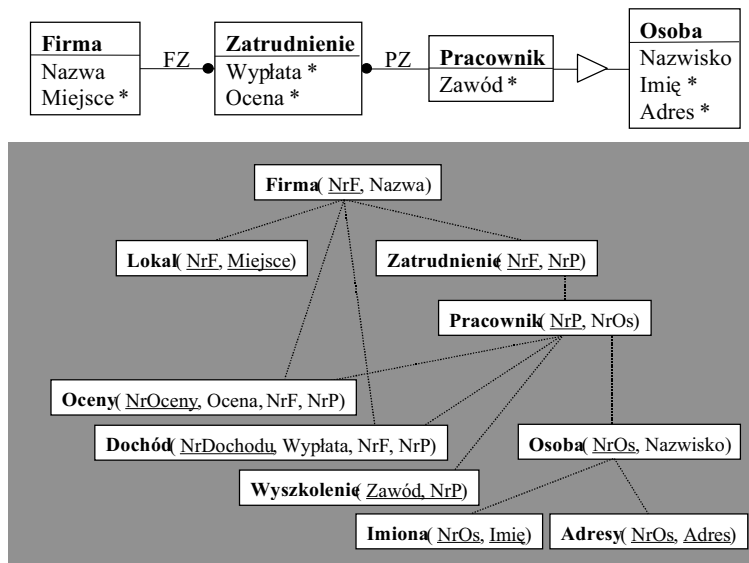 Firma
Nazwa
Miejsce *
FZ
Zatrudnienie
Wypłata *
Ocena *
PZ
Pracownik
Zawód *
Osoba
Nazwisko
Imię *
Adres *
Firma( NrF, Nazwa)
Lokal( NrF, Miejsce)
Zatrudnienie( NrF, NrP)
Pracownik( NrP, NrOs)
Oceny( NrOceny, Ocena, NrF, NrP)
Dochód( NrDochodu, Wypłata, NrF, NrP)
Osoba( NrOs, Nazwisko)
Wyszkolenie( Zawód, NrP)
Imiona( NrOs, Imię)
Adresy( NrOs, Adres)